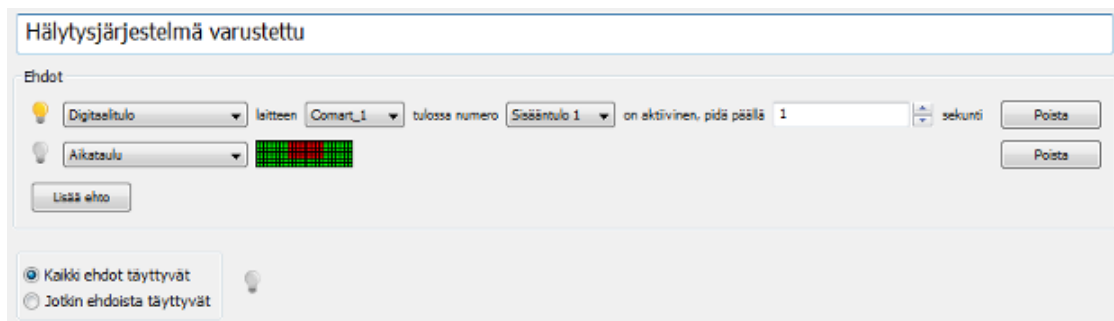 Hälytysjärjestelmä varustettu
Ehdot
Digitaalitulo laitteen Comart_1 tulossa numero Sisääntulo 1 on aktiivinen, pidä päällä 1 sekunti Poista
Aikataulu Poista
Lisää ehto
Kaikki ehdot täyttyvät
Jotkin ehdoista täyttyvät